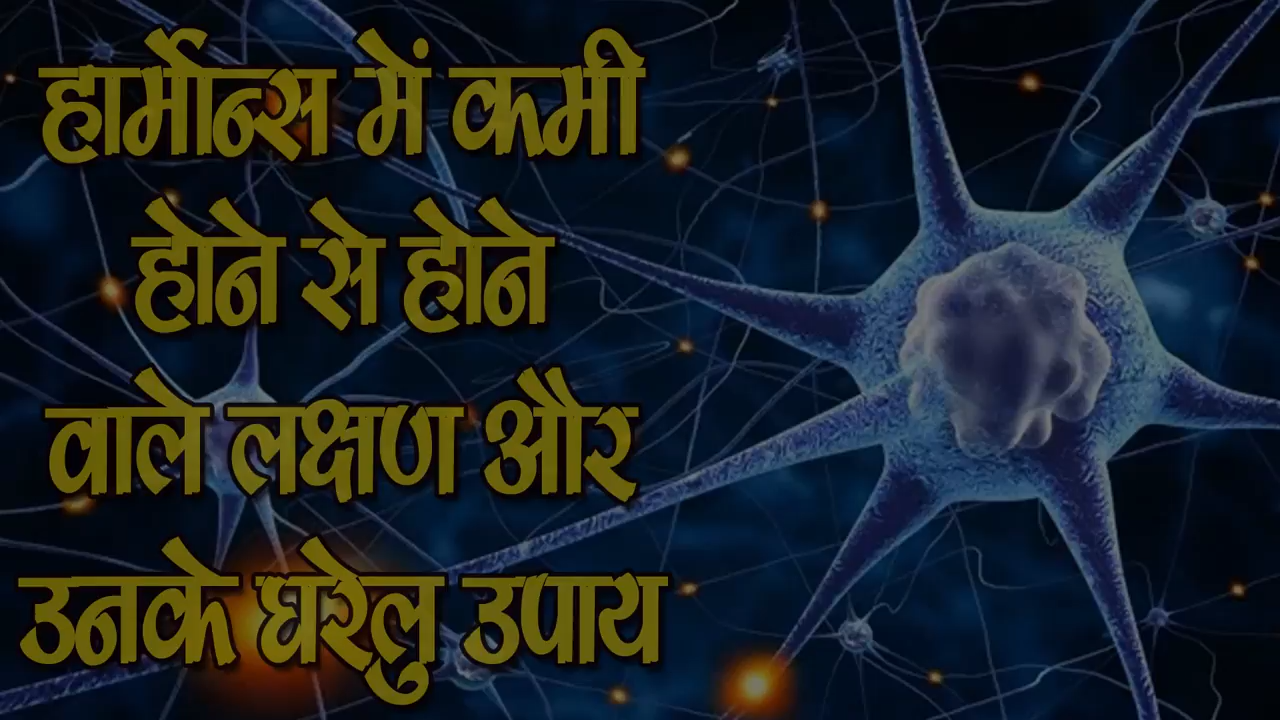 हार्मोन्स में कमी
होने से होने
वाले लक्षण और
उनके घरेलु उपाय